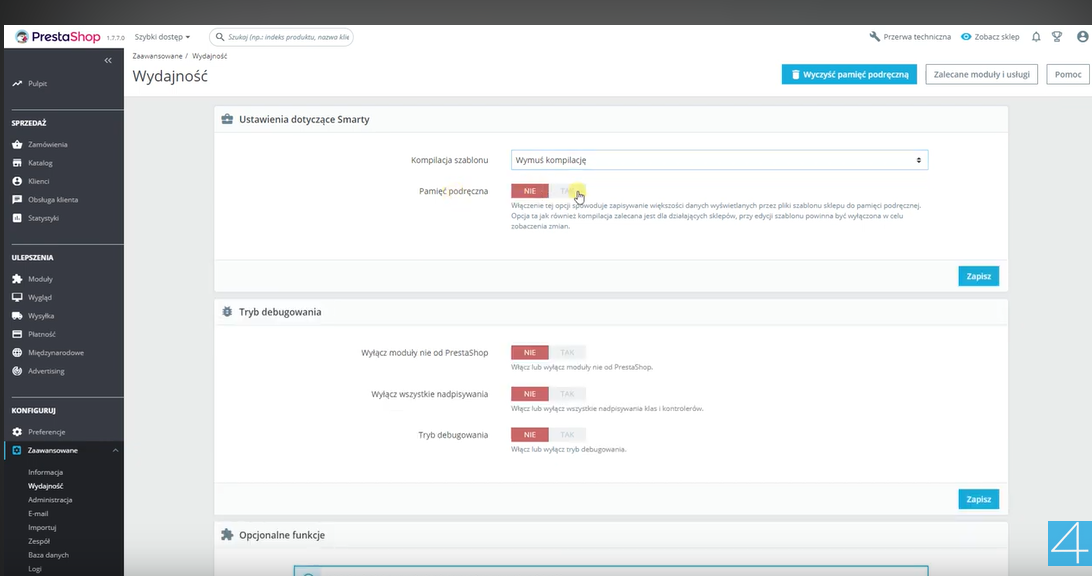 PrestaShop 1.7.7.0 Szybki dostęp Szukaj (np.: indeks produktu, nazwa klie Przerwa techniczna Zobacz sklep
Zaawansowane / Wydajność
Wydajność
Wyczyść pamięć podręczną Zalecane moduły i usługi Pomoc
Pulpit
SPRZEDAŻ
Zamówienia
Katalog
Klienci
Obsługa klienta
Statystyki
ULEPSZENIA
Moduły
Wygląd
Wysyłka
Płatność
Międzynarodowe
Advertising
KONFIGURUJ
Preferencje
Zaawansowane
Informacja
Wydajność
Administracja
E-mail
Importuj
Zespół
Baza danych
Logi
Ustawienia dotyczące Smarty
Kompilacja szablonu Wymuś kompilację
Pamięć podręczna NIE TAK
Włączenie tej opcji spowoduje zapisywanie większości danych wyświetlanych przez pliki szablonu sklepu do pamięci podręcznej.
Opcja ta jak również kompilacja zalecana jest dla działających sklepów, przy edycji szablonu powinna być wyłączona w celu
zobaczenia zmian.
Zapisz
Tryb debugowania
Wyłącz moduły nie od PrestaShop NIE TAK
Włącz lub wyłącz moduły nie od PrestaShop.
Wyłącz wszystkie nadpisywania NIE TAK
Włącz lub wyłącz wszystkie nadpisywania klas i kontrolerów.
Tryb debugowania NIE TAK
Włącz lub wyłącz tryb debugowania.
Zapisz
Opcjonalne funkcje
4